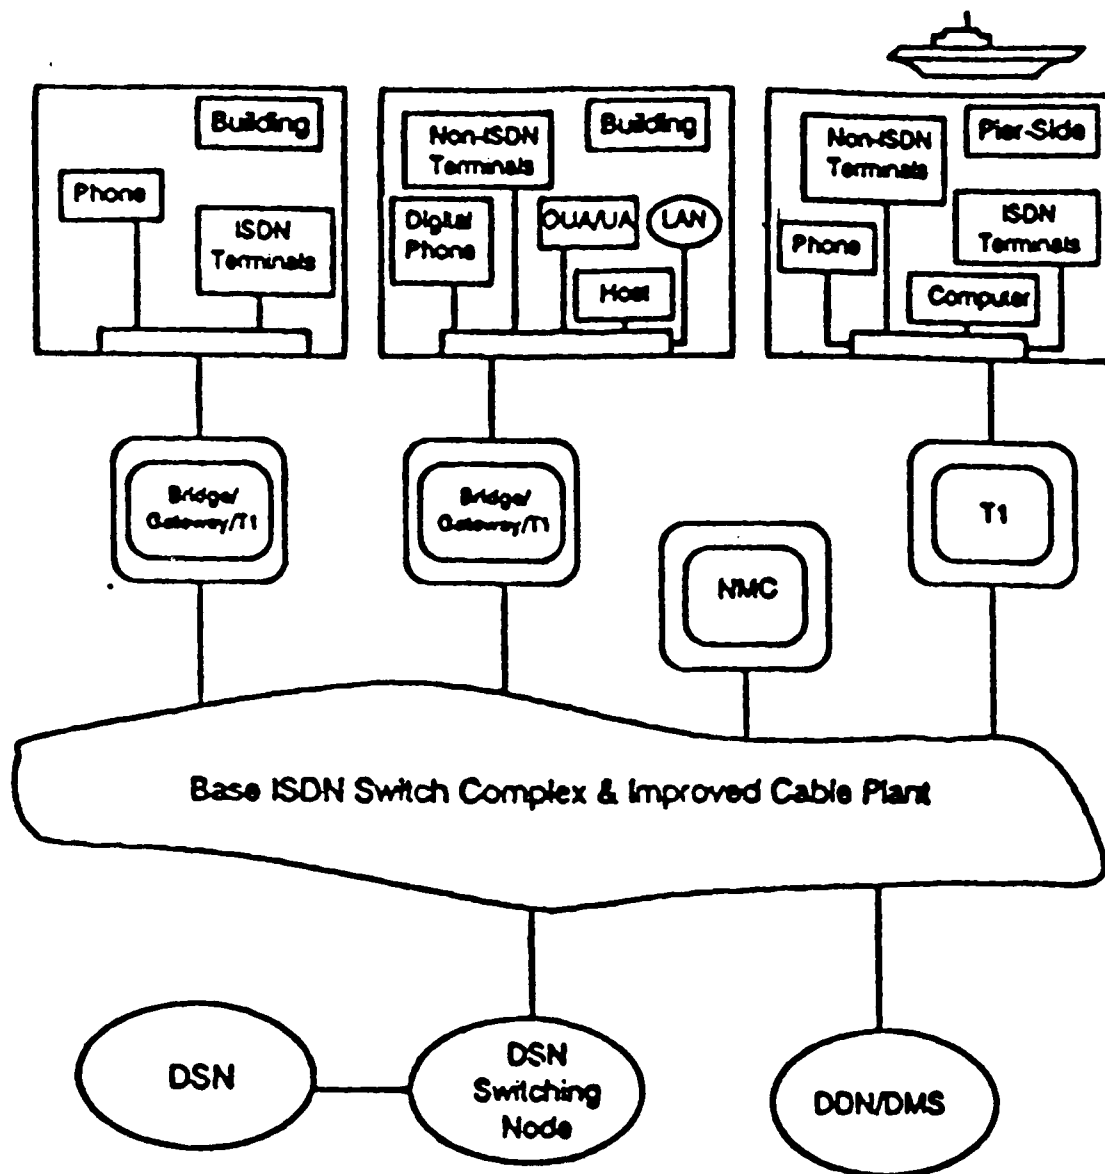 Building
Phone
ISDN
Terminals
Non-ISDN
Terminals
Building
Digital
Phone
OUA/UA
LAN
Host
Non-ISDN
Terminals
Pier-Side
Phone
ISDN
Terminals
Computer
Bridge/
Gateway/T1
Bridge/
Gateway/T1
NMC
T1
Base ISDN Switch Complex & Improved Cable Plant
DSN
DSN
Switching
Node
DDN/DMS